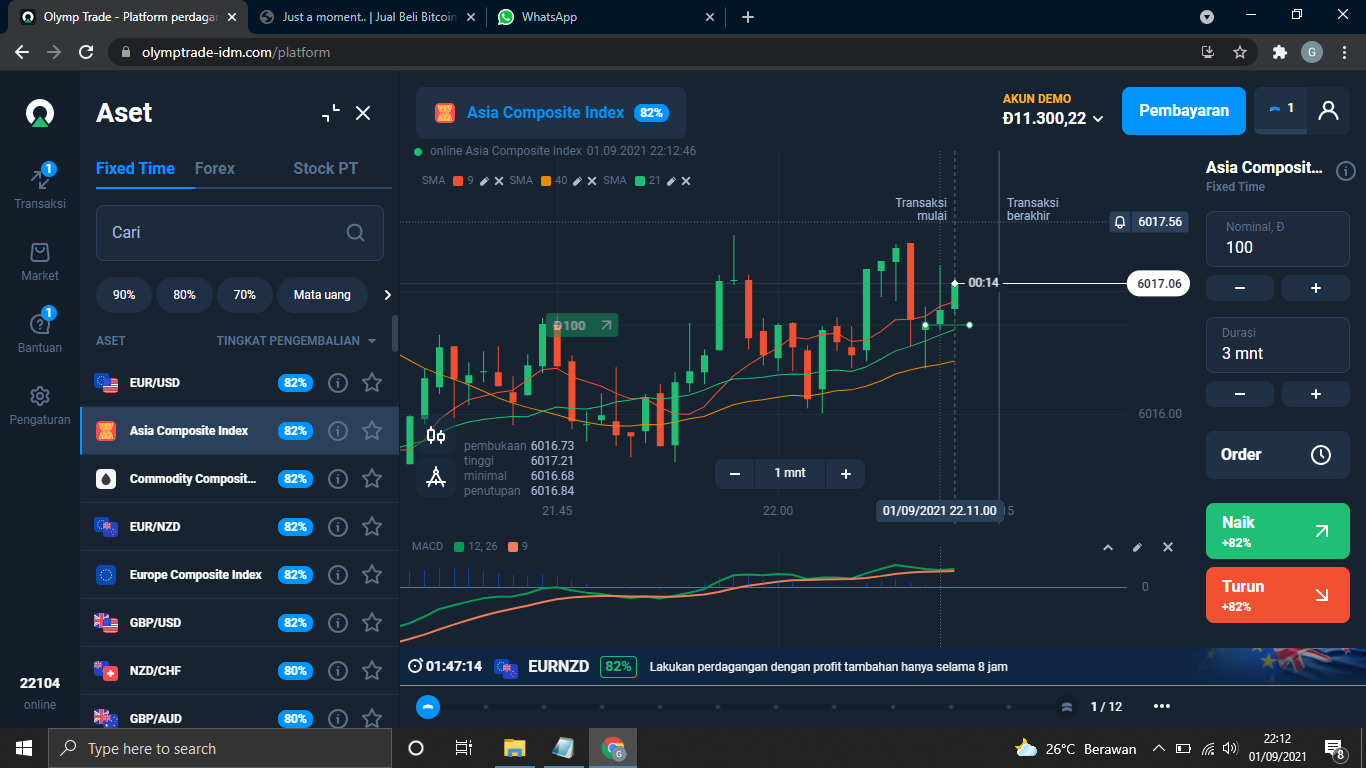 Olymp Trade - Platform perdagan
Just a moment.. | Jual Beli Bitcoin
WhatsApp
olymptrade-idm.com/platform
G
Aset
Asia Composite Index 82%
AKUN DEMO
Đ11.300,22
Pembayaran
1
1
Transaksi
Market
1
Bantuan
Pengaturan
22104
online
Fixed Time
Forex
Stock PT
Cari
90%
80%
70%
Mata uang
ASET
TINGKAT PENGEMBALIAN
EUR/USD 82%
Asia Composite Index 82%
Commodity Composit... 82%
EUR/NZD 82%
Europe Composite Index 82%
GBP/USD 82%
NZD/CHF 80%
GBP/AUD 80%
online Asia Composite Index 01.09.2021 22:12:46
SMA 9 SMA 40 SMA 21
Transaksi
mulai
Transaksi
berakhir
6017.56
00:14
6017.06
Đ100
6016.00
pembukaan 6016.73
tinggi 6017.21
minimal 6016.68
penutupan 6016.84
1 mnt
21.45
22.00
01/09/2021 22.11.00
5
MACD 12, 26 9
0
Asia Composit...
Fixed Time
Nominal, Đ
100
Durasi
3 mnt
Order
Naik
+82%
Turun
+82%
01:47:14 EURNZD 82% Lakukan perdagangan dengan profit tambahan hanya selama 8 jam
1 / 12
Type here to search
G
26°C Berawan
22:12
01/09/2021
8